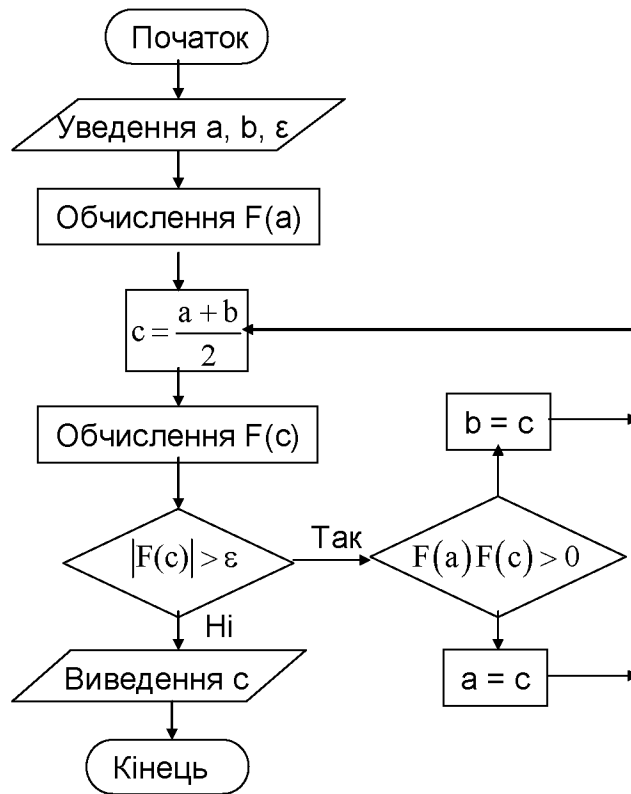 Початок
Уведення a, b, ε
Обчислення F(a)
c = a + b / 2
Обчислення F(c)
b = c
|F(c)| > ε
Так
F(a)F(c) > 0
Ні
Виведення c
a = c
Кінець